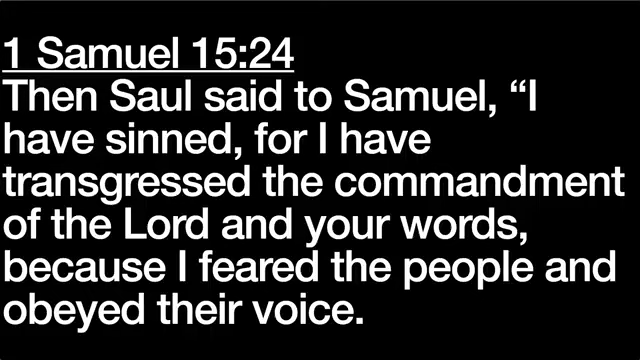 1 Samuel 15:24
Then Saul said to Samuel, “I
have sinned, for I have
transgressed the commandment
of the Lord and your words,
because I feared the people and
obeyed their voice.